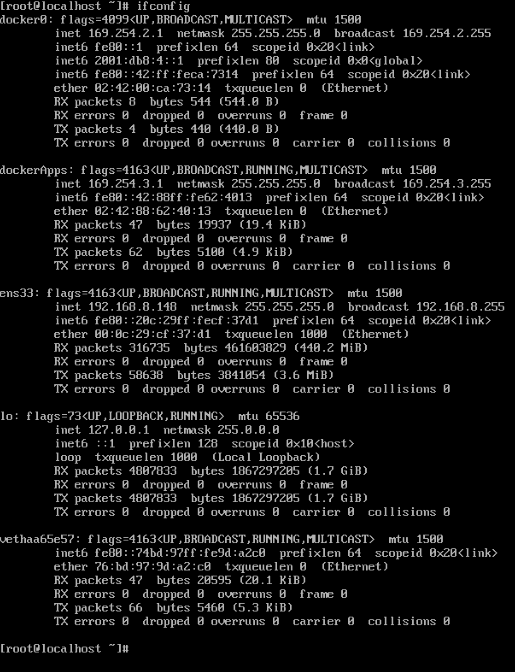 [root@localhost ~]# ifconfig
docker0: flags=4099<UP,BROADCAST,MULTICAST>  mtu 1500
        inet 169.254.2.1  netmask 255.255.255.0  broadcast 169.254.2.255
        inet6 fe80::1  prefixlen 64  scopeid 0x20<link>
        inet6 2001:db8:4::1  prefixlen 80  scopeid 0x0<global>
        inet6 fe80::42:ff:feca:7314  prefixlen 64  scopeid 0x20<link>
        ether 02:42:00:ca:73:14  txqueuelen 0  (Ethernet)
        RX packets 8  bytes 544 (544.0 B)
        RX errors 0  dropped 0  overruns 0  frame 0
        TX packets 4  bytes 440 (440.0 B)
        TX errors 0  dropped 0 overruns 0  carrier 0  collisions 0

dockerApps: flags=4163<UP,BROADCAST,RUNNING,MULTICAST>  mtu 1500
        inet 169.254.3.1  netmask 255.255.255.0  broadcast 169.254.3.255
        inet6 fe80::42:88ff:fe62:4013  prefixlen 64  scopeid 0x20<link>
        ether 02:42:88:62:40:13  txqueuelen 0  (Ethernet)
        RX packets 47  bytes 19937 (19.4 KiB)
        RX errors 0  dropped 0  overruns 0  frame 0
        TX packets 62  bytes 5100 (4.9 KiB)
        TX errors 0  dropped 0 overruns 0  carrier 0  collisions 0

ens33: flags=4163<UP,BROADCAST,RUNNING,MULTICAST>  mtu 1500
        inet 192.168.8.148  netmask 255.255.255.0  broadcast 192.168.8.255
        inet6 fe80::20c:29ff:fecf:37d1  prefixlen 64  scopeid 0x20<link>
        ether 00:0c:29:cf:37:d1  txqueuelen 1000  (Ethernet)
        RX packets 316735  bytes 461603829 (440.2 MiB)
        RX errors 0  dropped 0  overruns 0  frame 0
        TX packets 58638  bytes 3841054 (3.6 MiB)
        TX errors 0  dropped 0 overruns 0  carrier 0  collisions 0

lo: flags=73<UP,LOOPBACK,RUNNING>  mtu 65536
        inet 127.0.0.1  netmask 255.0.0.0
        inet6 ::1  prefixlen 128  scopeid 0x10<host>
        loop  txqueuelen 1000  (Local Loopback)
        RX packets 4807833  bytes 1867297205 (1.7 GiB)
        RX errors 0  dropped 0  overruns 0  frame 0
        TX packets 4807833  bytes 1867297205 (1.7 GiB)
        TX errors 0  dropped 0 overruns 0  carrier 0  collisions 0

vethaa65e57: flags=4163<UP,BROADCAST,RUNNING,MULTICAST>  mtu 1500
        inet6 fe80::74bd:97ff:fe9d:a2c0  prefixlen 64  scopeid 0x20<link>
        ether 76:bd:97:9d:a2:c0  txqueuelen 0  (Ethernet)
        RX packets 47  bytes 20595 (20.1 KiB)
        RX errors 0  dropped 0  overruns 0  frame 0
        TX packets 66  bytes 5460 (5.3 KiB)
        TX errors 0  dropped 0 overruns 0  carrier 0  collisions 0

[root@localhost ~]#